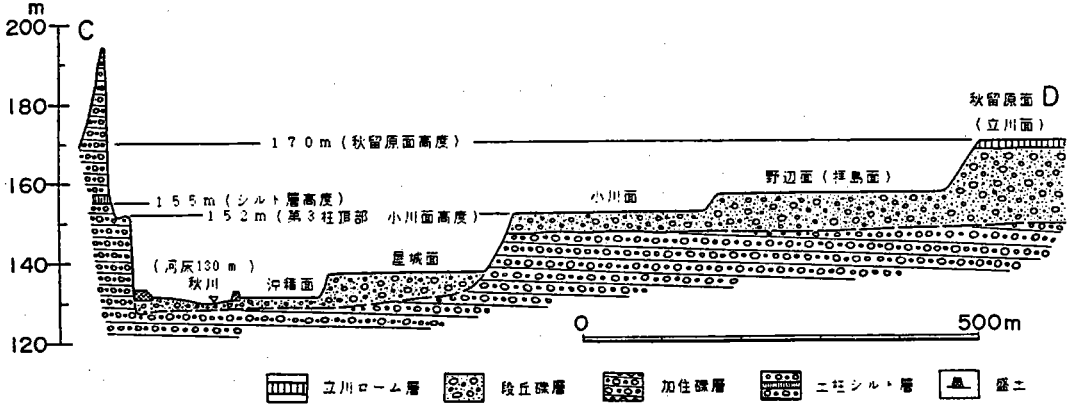 m
200
C
180
160
140
120
秋留原面 D
(立川面)
170m(秋留原面高度)
野辺面(拝島面)
155m(シルト層高度)
小川面
152m(第3柱頂部 小川面高度)
屋城面
(河床130m)
秋川
沖積面
0
500m
立川ローム層
段丘礫層
加住礫層
土柱シルト層
盛土